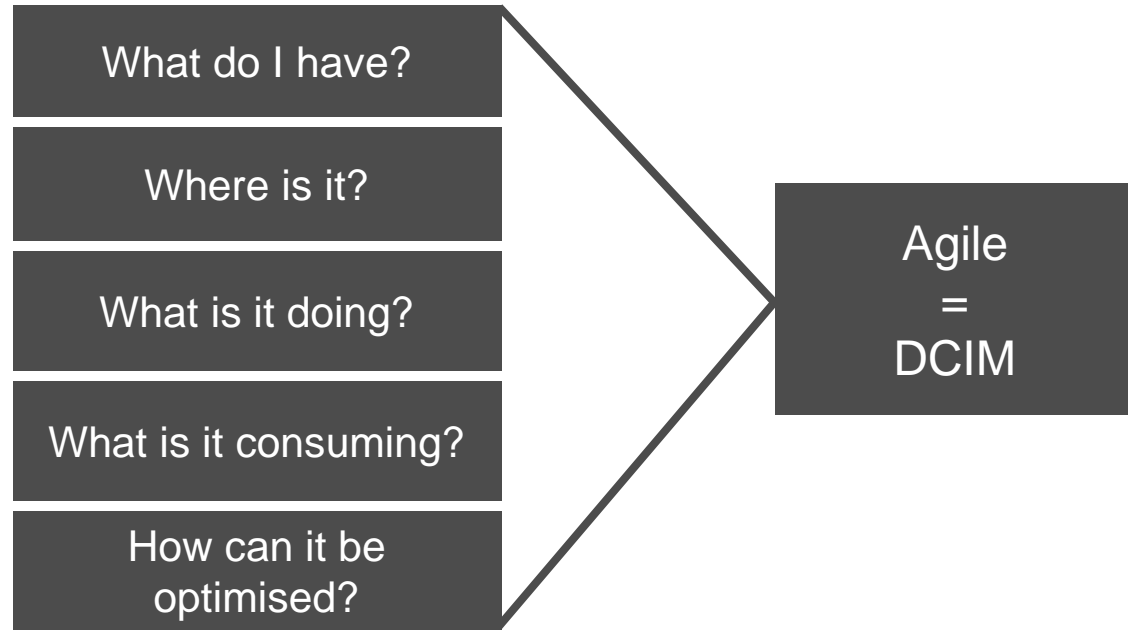 What do I have?
Where is it?
What is it doing?
What is it consuming?
How can it be
optimised?
Agile
=
DCIM